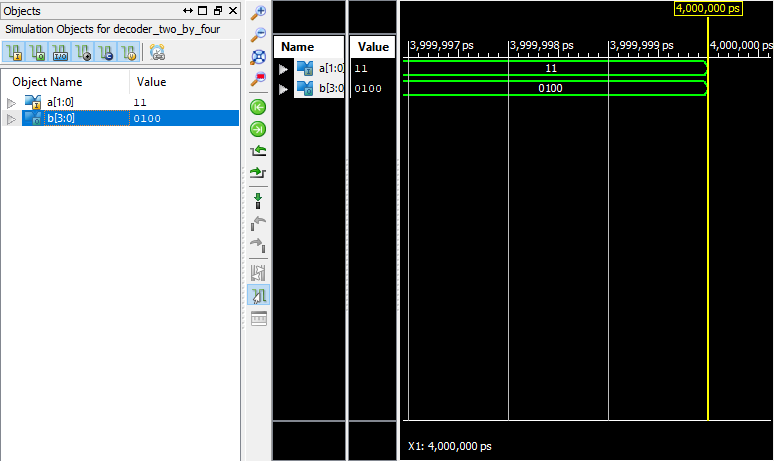 Objects
Simulation Objects for decoder_two_by_four
Object Name Value
a[1:0] 11
b[3:0] 0100
Name Value
a[1:0] 11
b[3:0] 0100
4,000,000 ps
3,999,997 ps 3,999,998 ps 3,999,999 ps 4,000,000 ps
11
0100
X1: 4,000,000 ps